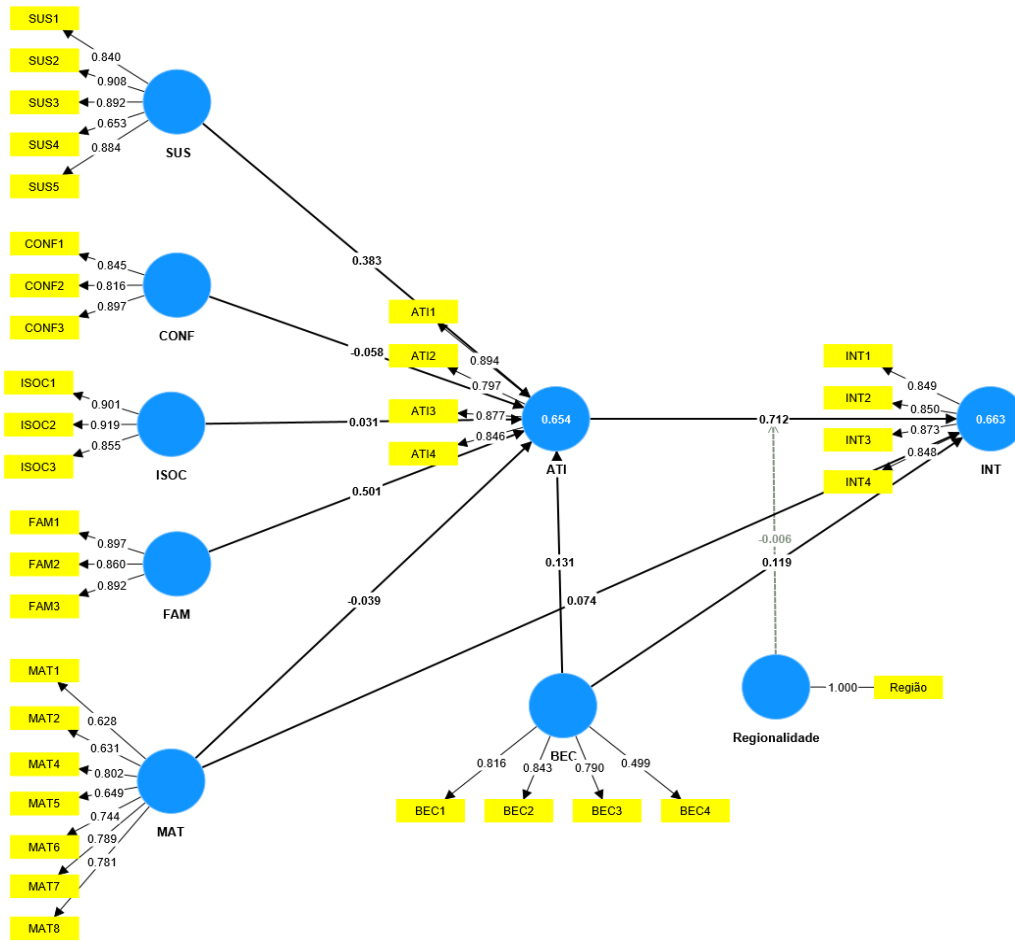 SUS1
0.840
SUS2
0.908
SUS3
0.892
SUS4
0.653
SUS5
0.884
SUS
0.383
CONF1
0.845
CONF2
0.816
CONF3
0.897
CONF
-0.058
ISOC1
0.901
ISOC2
0.919
ISOC3
0.855
ISOC
0.031
FAM1
0.897
FAM2
0.860
FAM3
0.892
FAM
0.501
MAT1
0.628
MAT2
0.631
MAT4
0.802
MAT5
0.649
MAT6
0.744
MAT7
0.789
MAT8
0.781
MAT
-0.039
0.074
ATI1
0.894
ATI2
0.797
ATI3
0.877
ATI4
0.846
0.654
ATI
0.712
INT1
0.849
INT2
0.850
INT3
0.873
INT4
0.848
0.663
INT
-0.006
0.119
0.131
BEC
0.816
0.843
0.790
0.499
BEC1
BEC2
BEC3
BEC4
1.000
Região
Regionalidade